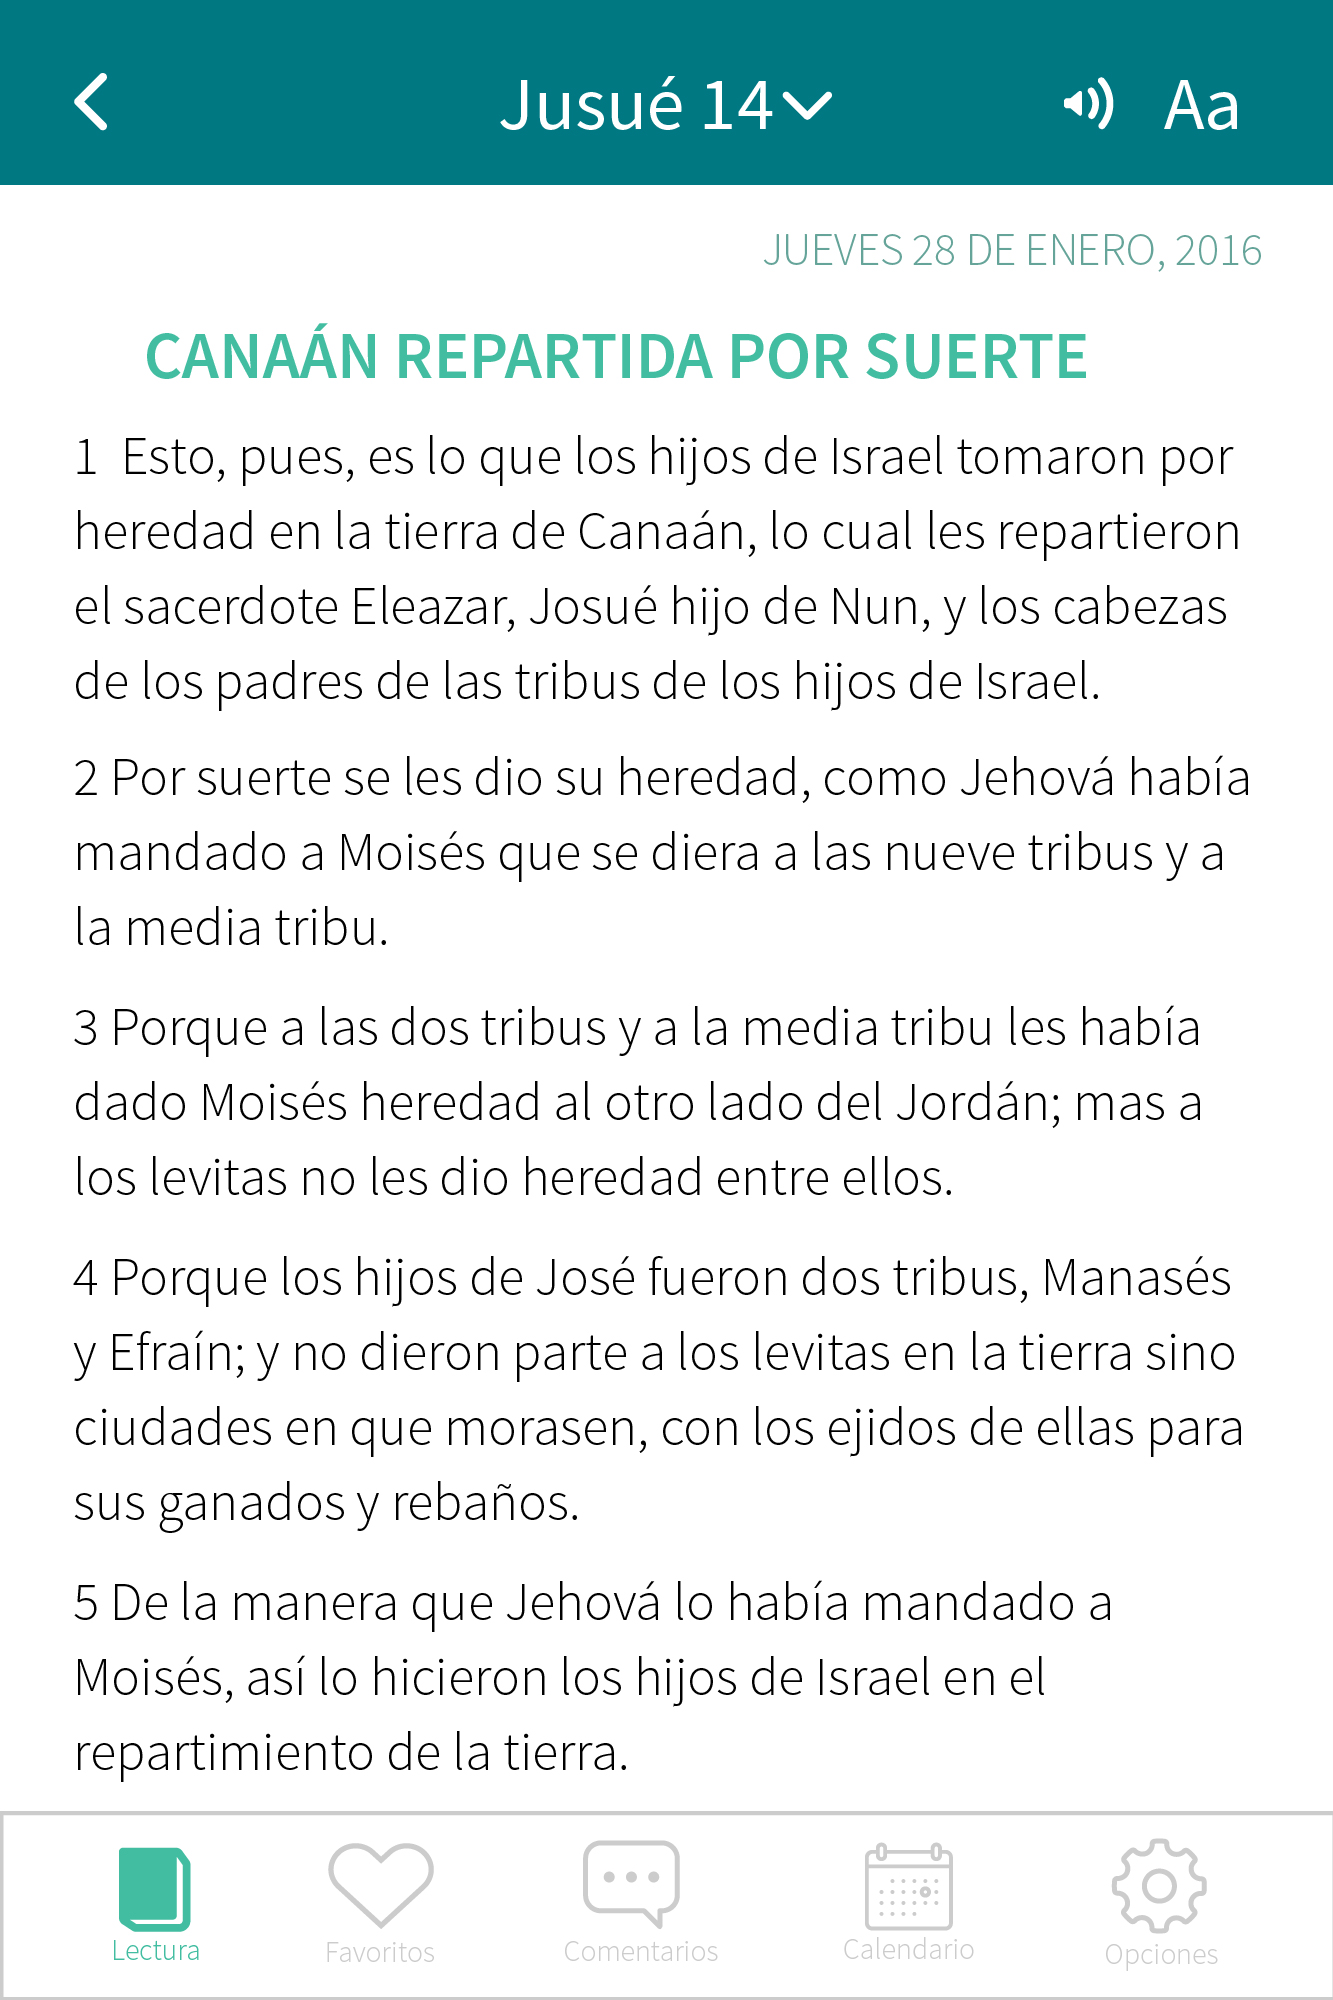 Jusué 14
Aa
JUEVES 28 DE ENERO, 2016
CANAÁN REPARTIDA POR SUERTE
1 Esto, pues, es lo que los hijos de Israel tomaron por
heredad en la tierra de Canaán, lo cual les repartieron
el sacerdote Eleazar, Josué hijo de Nun, y los cabezas
de los padres de las tribus de los hijos de Israel.
2 Por suerte se les dio su heredad, como Jehová había
mandado a Moisés que se diera a las nueve tribus y a
la media tribu.
3 Porque a las dos tribus y a la media tribu les había
dado Moisés heredad al otro lado del Jordán; mas a
los levitas no les dio heredad entre ellos.
4 Porque los hijos de José fueron dos tribus, Manasés
y Efraín; y no dieron parte a los levitas en la tierra sino
ciudades en que morasen, con los ejidos de ellas para
sus ganados y rebaños.
5 De la manera que Jehová lo había mandado a
Moisés, así lo hicieron los hijos de Israel en el
repartimiento de la tierra.
Lectura
Favoritos
Comentarios
Calendario
Opciones